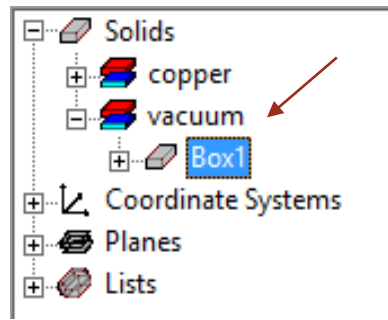 Solids
copper
vacuum
Box1
Coordinate Systems
Planes
Lists